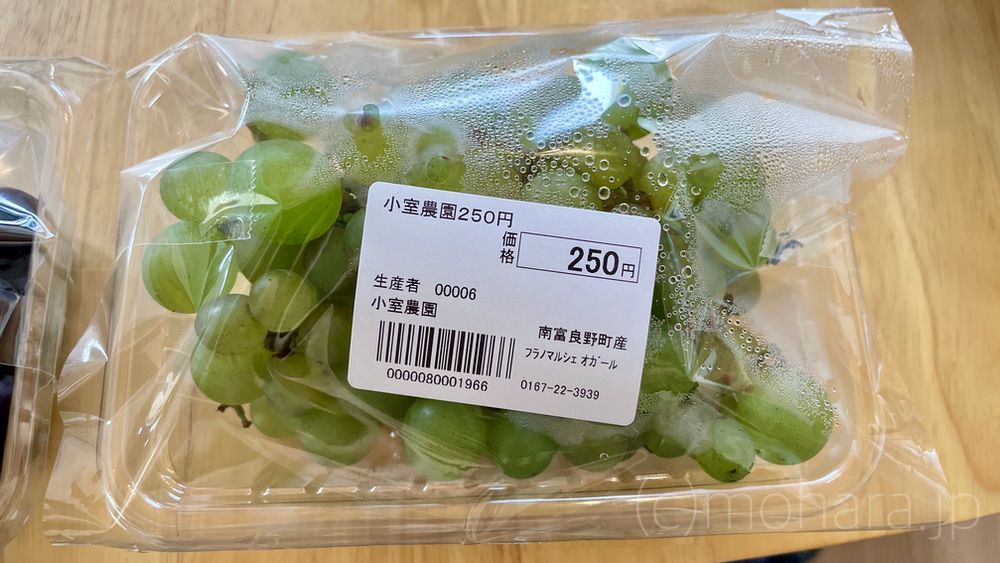 小室農園250円
価格
250円
生産者 00006
小室農園
南富良野町産
フラノマルシェ オガール
0000080001966
0167-22-3939
(c)mohara.jp